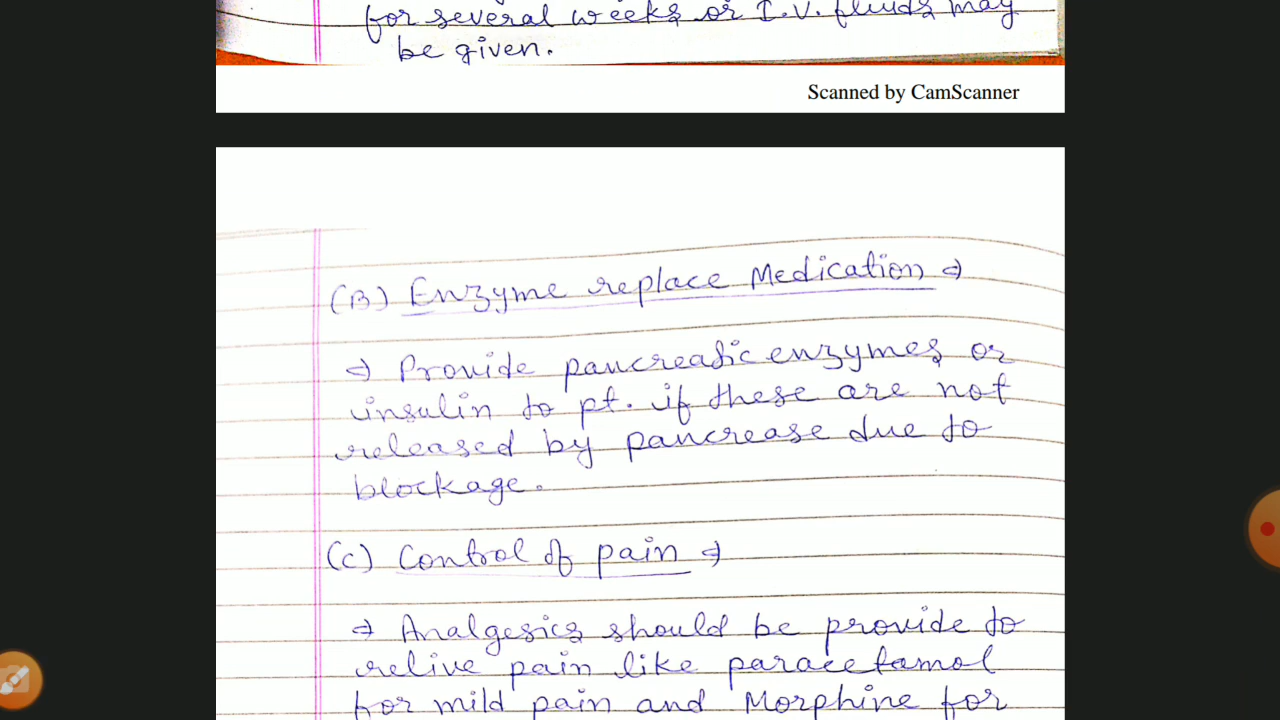 for several weeks or I.V. fluids may
be given.
Scanned by CamScanner
(B) Enzyme replace Medication ⇒
⇒ Provide pancreatic enzymes or
insulin to pt. if these are not
released by pancrease due to
blockage.
(C) Control of pain ⇒
⇒ Analgesics should be provide to
relive pain like paracetamol
for mild pain and Morphine for